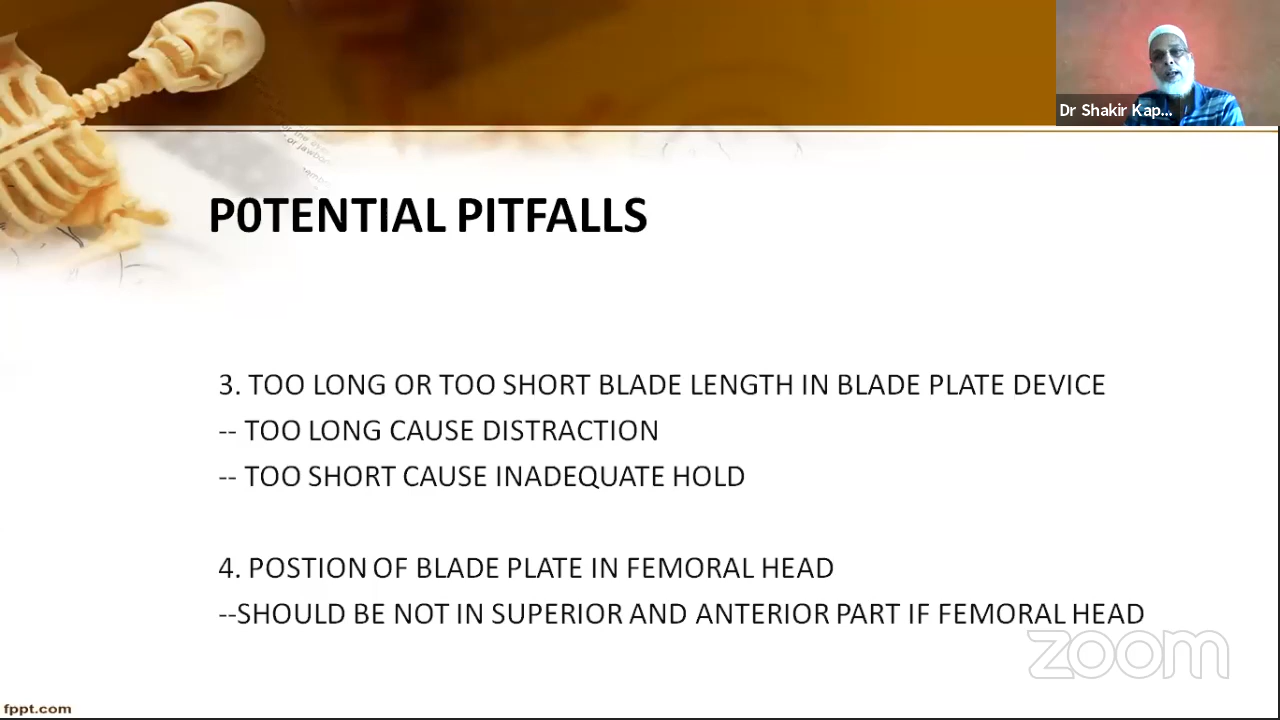 Dr Shakir Kap...
P0TENTIAL PITFALLS
3. TOO LONG OR TOO SHORT BLADE LENGTH IN BLADE PLATE DEVICE
-- TOO LONG CAUSE DISTRACTION
-- TOO SHORT CAUSE INADEQUATE HOLD
4. POSTION OF BLADE PLATE IN FEMORAL HEAD
--SHOULD BE NOT IN SUPERIOR AND ANTERIOR PART IF FEMORAL HEAD
zoom
fppt.com